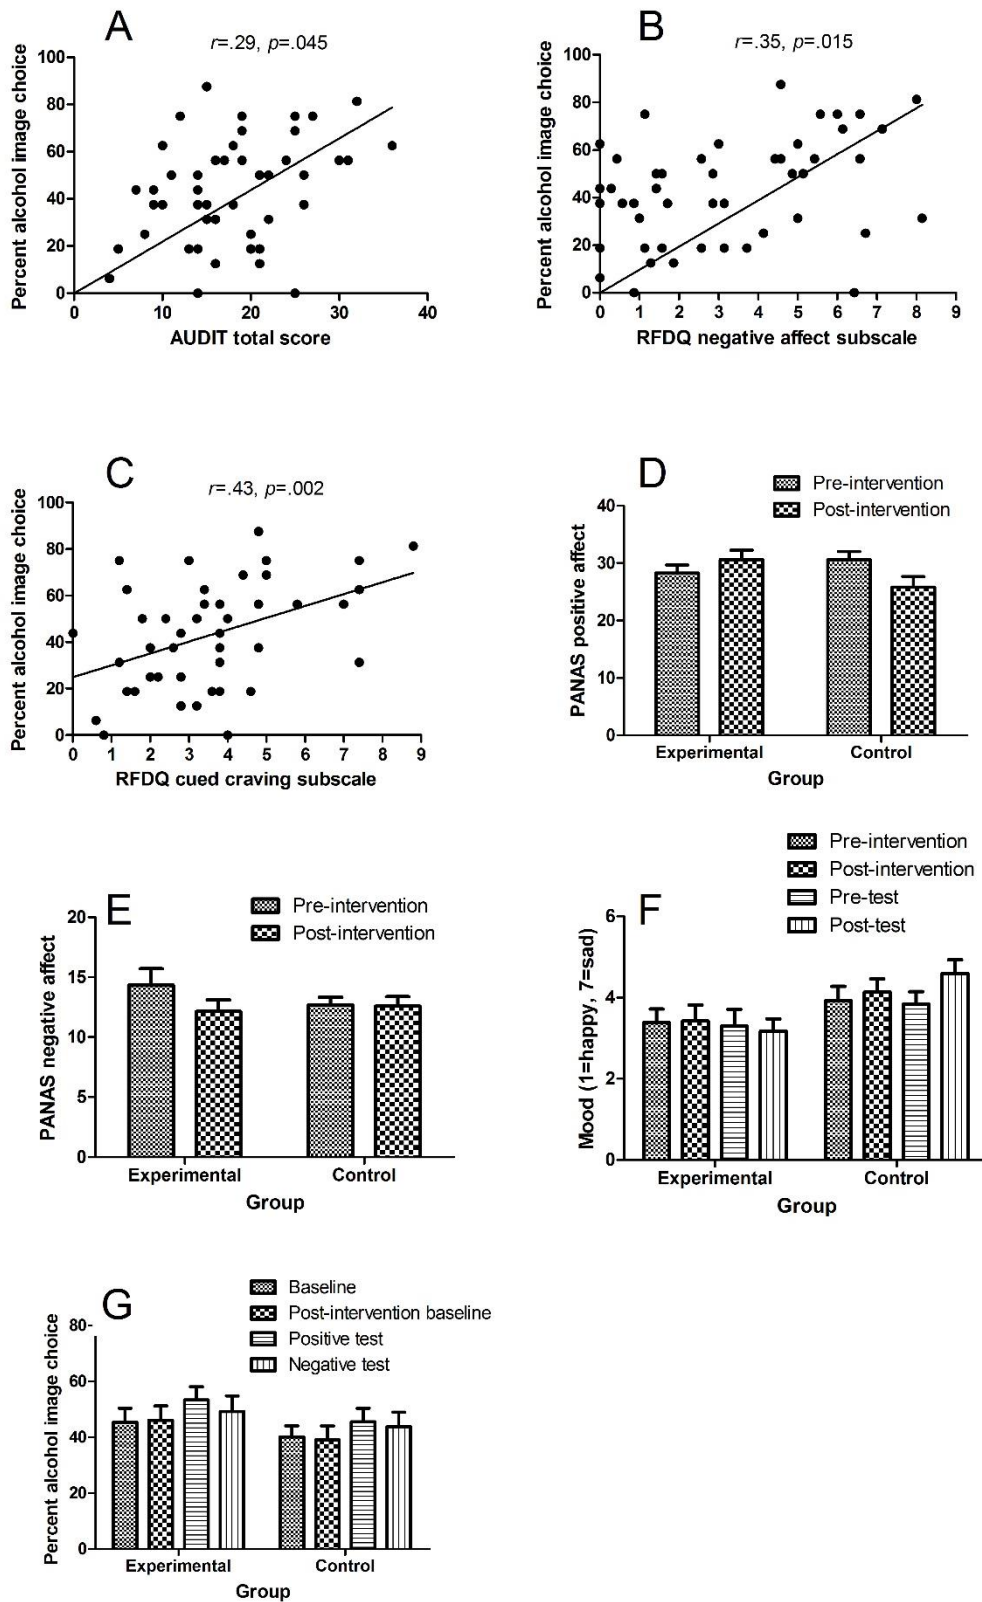 A
r=.29, p=.045
Percent alcohol image choice
100
80
60
40
20
0
0 10 20 30 40
AUDIT total score
B
r=.35, p=.015
Percent alcohol image choice
100
80
60
40
20
0
0 1 2 3 4 5 6 7 8 9
RFDQ negative affect subscale
C
r=.43, p=.002
Percent alcohol image choice
100
80
60
40
20
0
0 1 2 3 4 5 6 7 8 9
RFDQ cued craving subscale
D
Pre-intervention
Post-intervention
PANAS positive affect
40
30
20
10
0
Experimental Control
Group
E
Pre-intervention
Post-intervention
PANAS negative affect
20
15
10
5
0
Experimental Control
Group
F
Pre-intervention
Post-intervention
Pre-test
Post-test
Mood (1=happy, 7=sad)
6
4
2
0
Experimental Control
Group
G
Baseline
Post-intervention baseline
Positive test
Negative test
Percent alcohol image choice
80
60
40
20
0
Experimental Control
Group